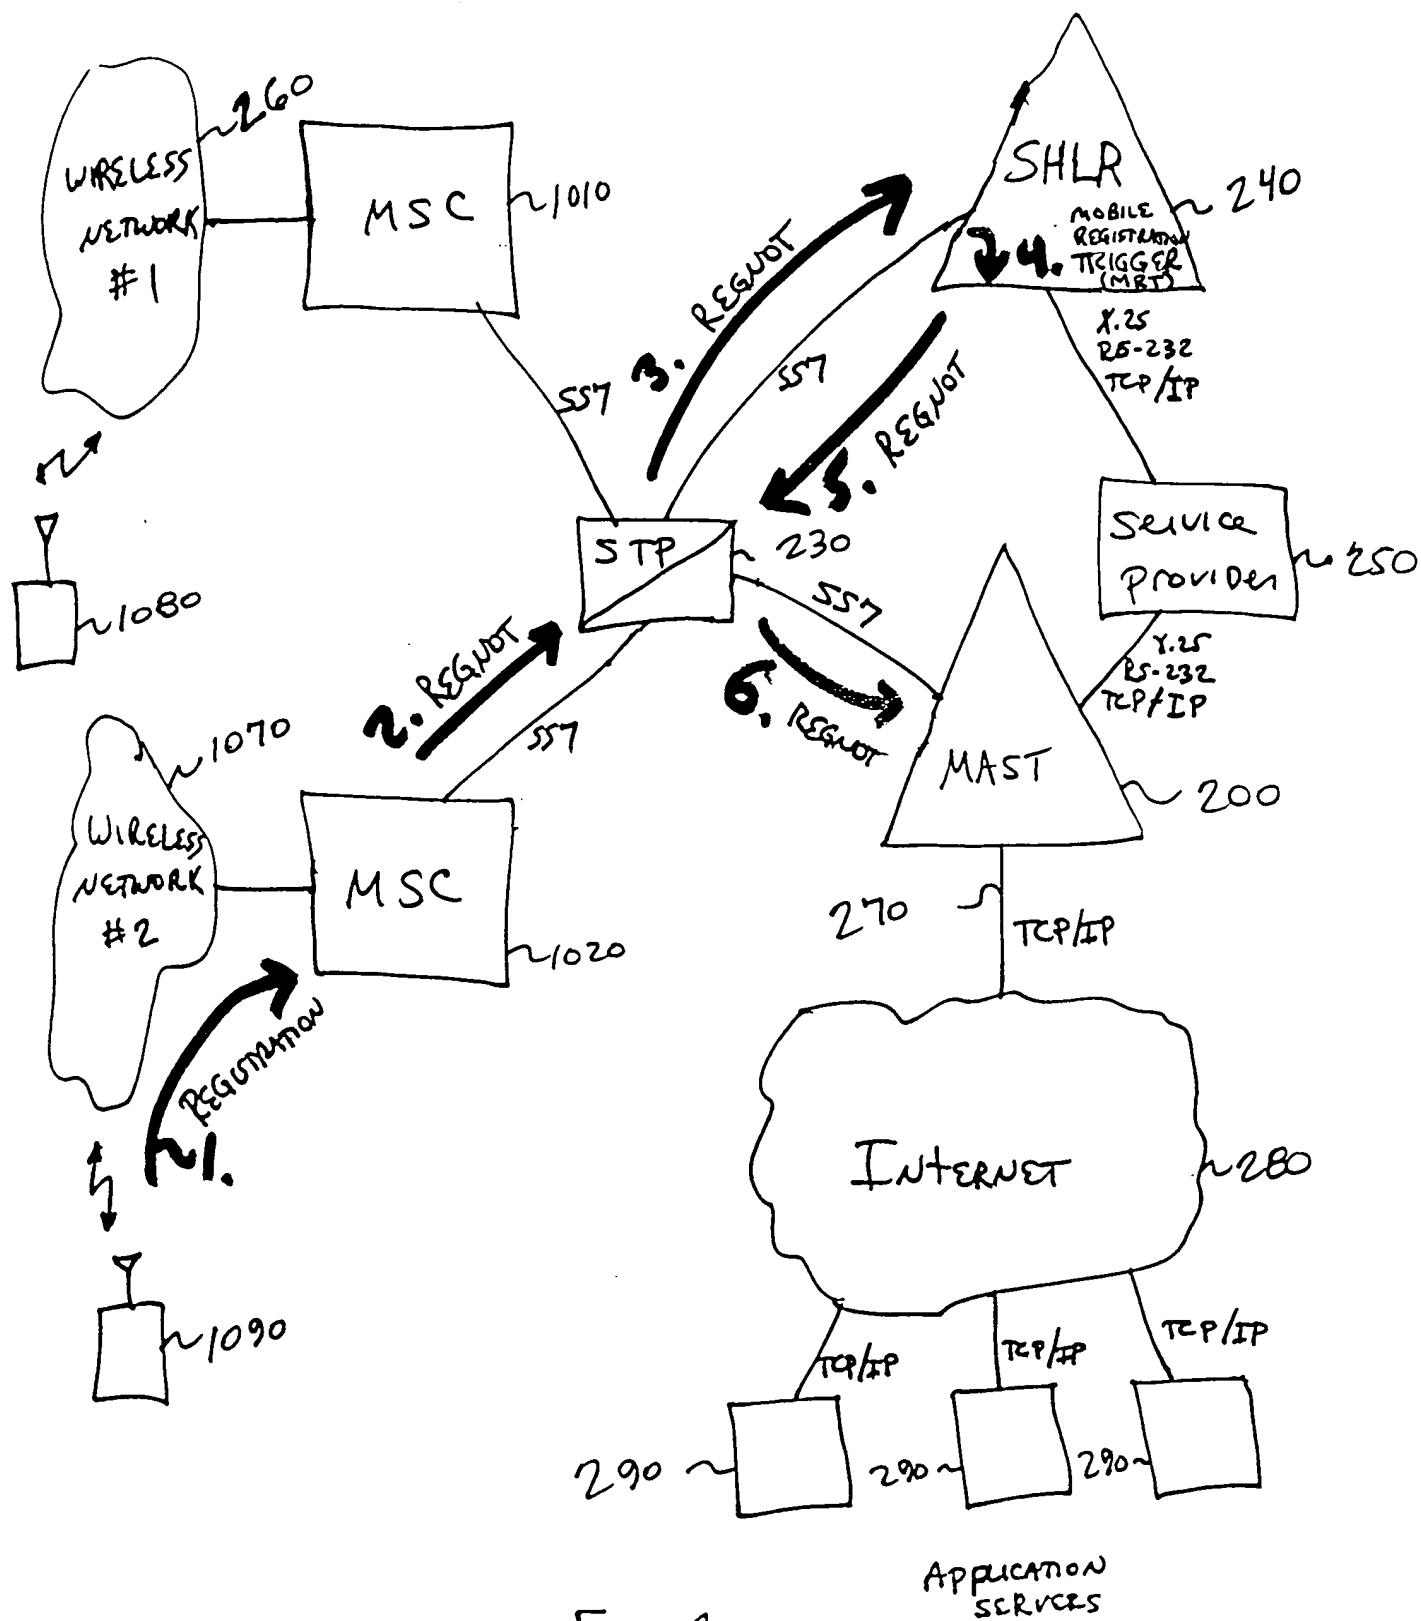 260
WIRELESS
NETWORK
#1
MSC
1010
SHLR
240
MOBILE
REGISTRATION
TRIGGER
(MRT)
4.
X.25
RS-232
TCP/IP
3. REGNOT
SS7
SS7
5. REGNOT
STP
230
SS7
Service
Provider
250
X.25
RS-232
TCP/IP
1080
2. REGNOT
SS7
6. REGNOT
MAST
200
1070
WIRELESS
NETWORK
#2
MSC
1020
270
TCP/IP
REGISTRATION
1.
INTERNET
280
1090
TCP/IP
TCP/IP
TCP/IP
290
290
290
APPLICATION
SERVERS